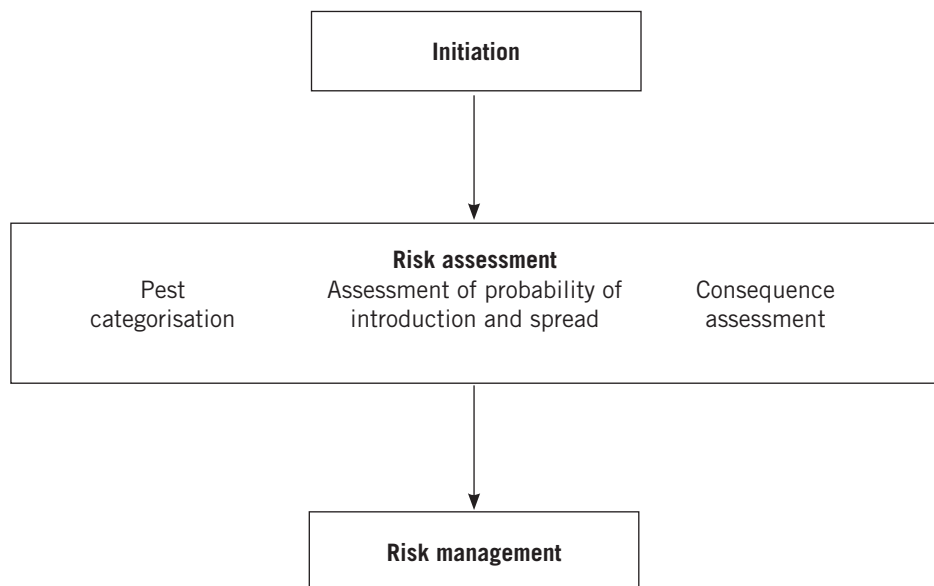 Initiation
Risk assessment
Pest
categorisation
Assessment of probability of
introduction and spread
Consequence
assessment
Risk management